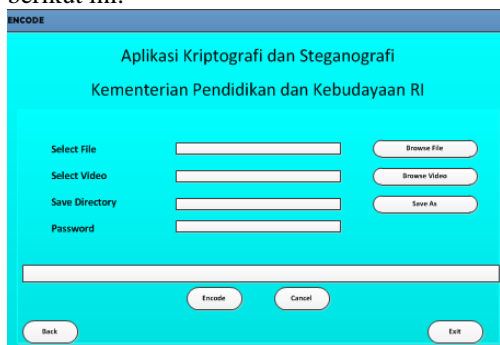 berikut ini:
ENCODE
Aplikasi Kriptografi dan Steganografi
Kementerian Pendidikan dan Kebudayaan RI
Select File
Browse File
Select Video
Browse Video
Save Directory
Save As
Password
Encode
Cancel
Back
Exit